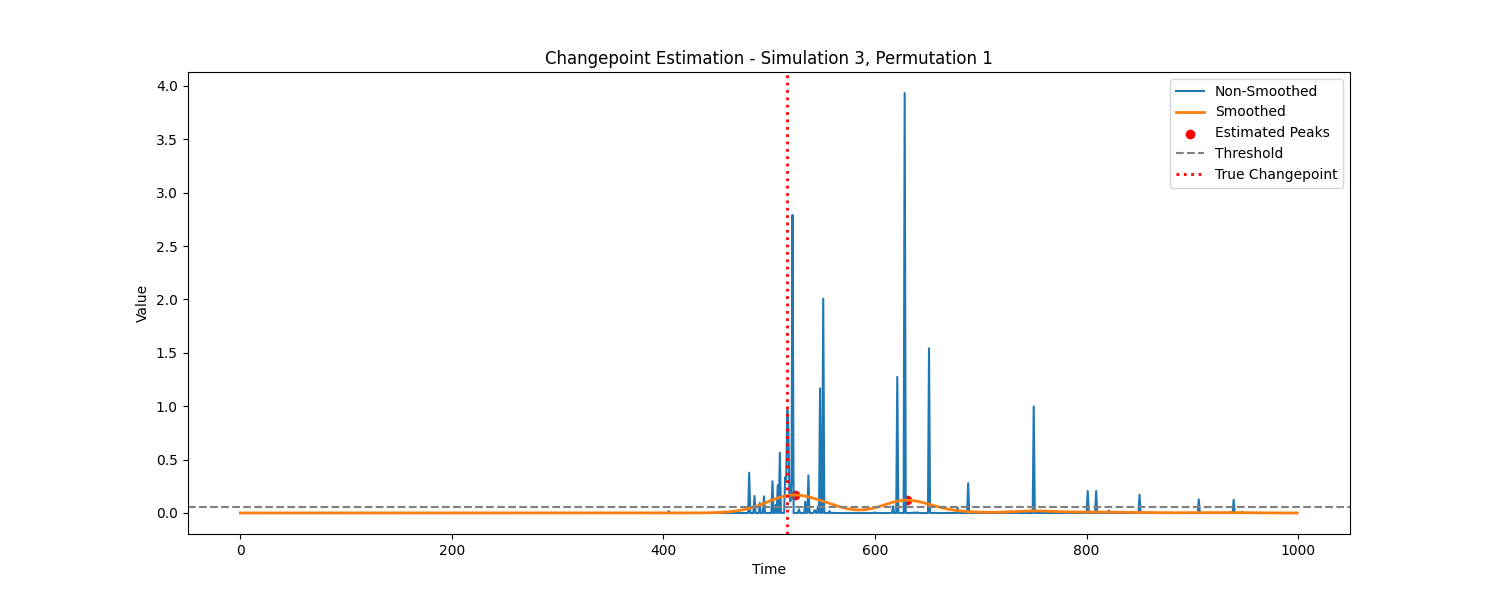 Changepoint Estimation - Simulation 3, Permutation 1
4.0
3.5
3.0
2.5
2.0
1.5
1.0
0.5
0.0
Value
Non-Smoothed
Smoothed
Estimated Peaks
Threshold
True Changepoint
0 200 400 600 800 1000
Time